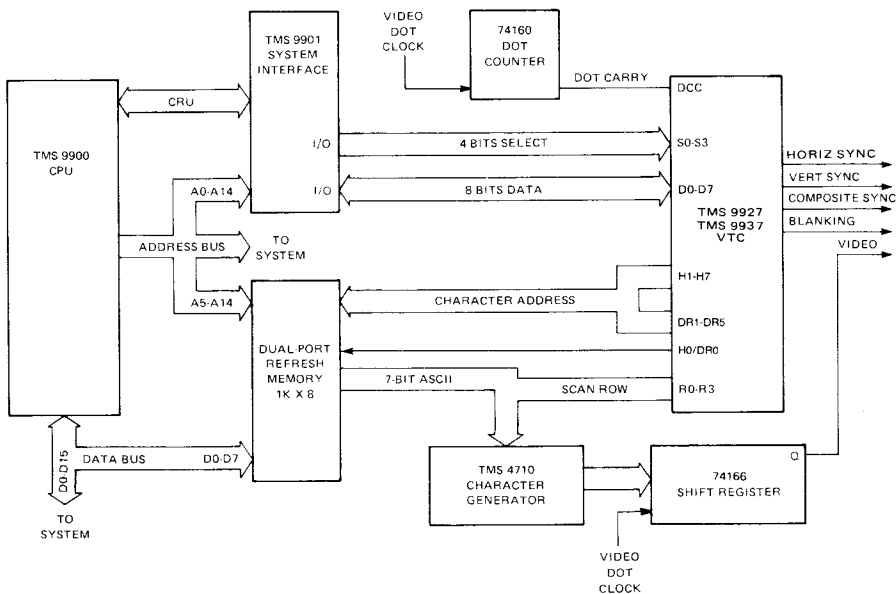 VIDEO
DOT
CLOCK
74160
DOT
COUNTER
TMS 9901
SYSTEM
INTERFACE
DOT CARRY
DCC
CRU
TMS 9900
CPU
I/O
4 BITS SELECT
S0-S3
HORIZ SYNC
A0-A14
I/O
8 BITS DATA
D0-D7
VERT SYNC
COMPOSITE SYNC
TMS 9927
TMS 9937
VTC
BLANKING
VIDEO
ADDRESS BUS
TO
SYSTEM
H1-H7
A5-A14
CHARACTER ADDRESS
DR1-DR5
DUAL-PORT
REFRESH
MEMORY
1K X 8
H0/DR0
7-BIT ASCII
SCAN ROW
R0-R3
D0-D15
DATA BUS
D0-D7
TMS 4710
CHARACTER
GENERATOR
Q
74166
SHIFT REGISTER
TO
SYSTEM
VIDEO
DOT
CLOCK